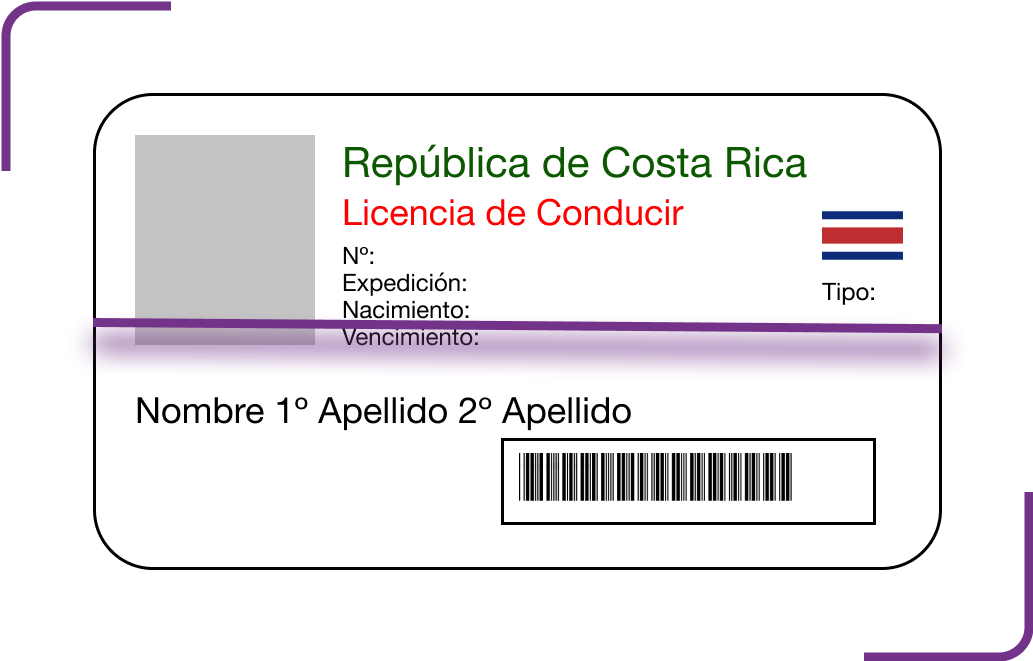 República de Costa Rica
Licencia de Conducir
Nº:
Expedición:
Nacimiento:
Vencimiento:
Tipo:
Nombre 1º Apellido 2º Apellido